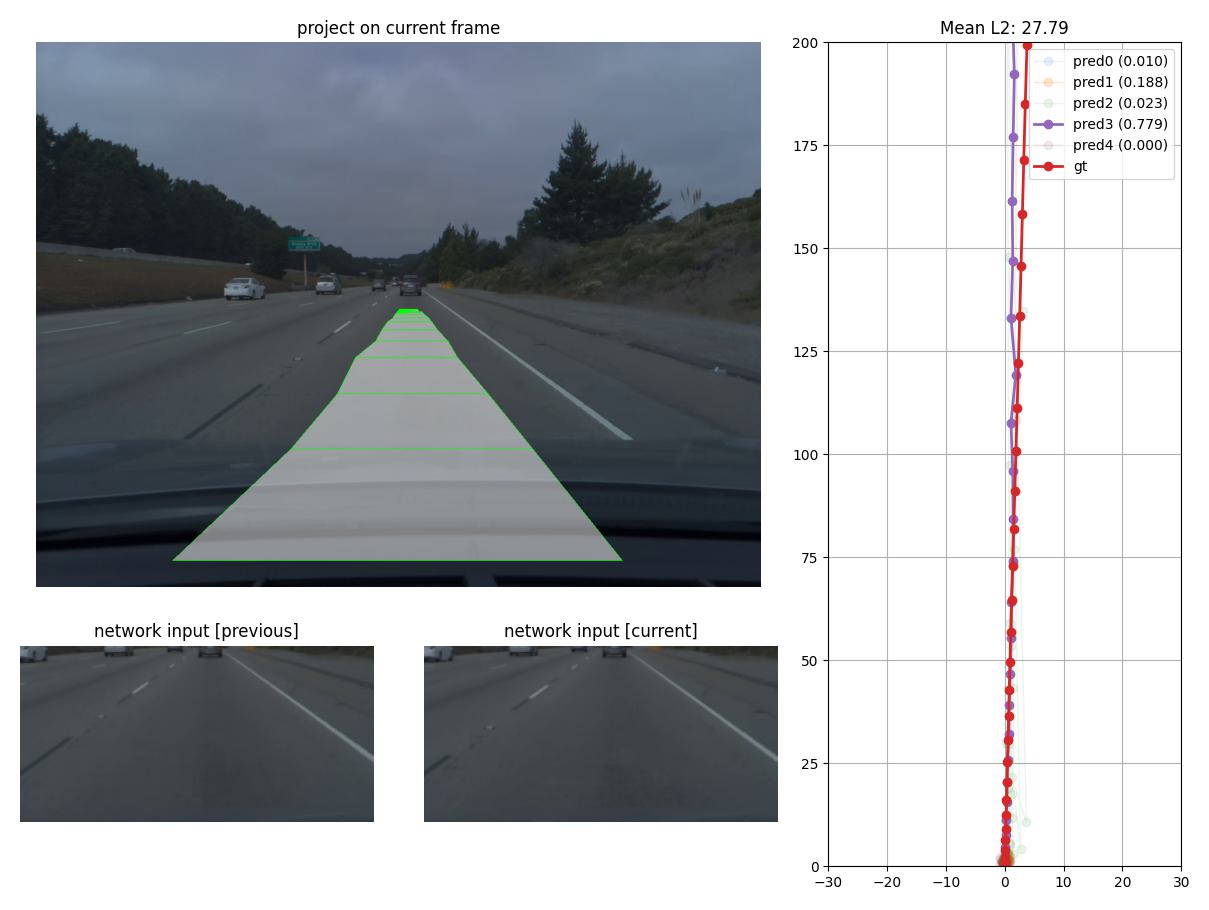 project on current frame
Mean L2: 27.79
200
175
150
125
100
75
50
25
0
−30
−20
−10
0
10
20
30
pred0 (0.010)
pred1 (0.188)
pred2 (0.023)
pred3 (0.779)
pred4 (0.000)
gt
network input [previous]
network input [current]